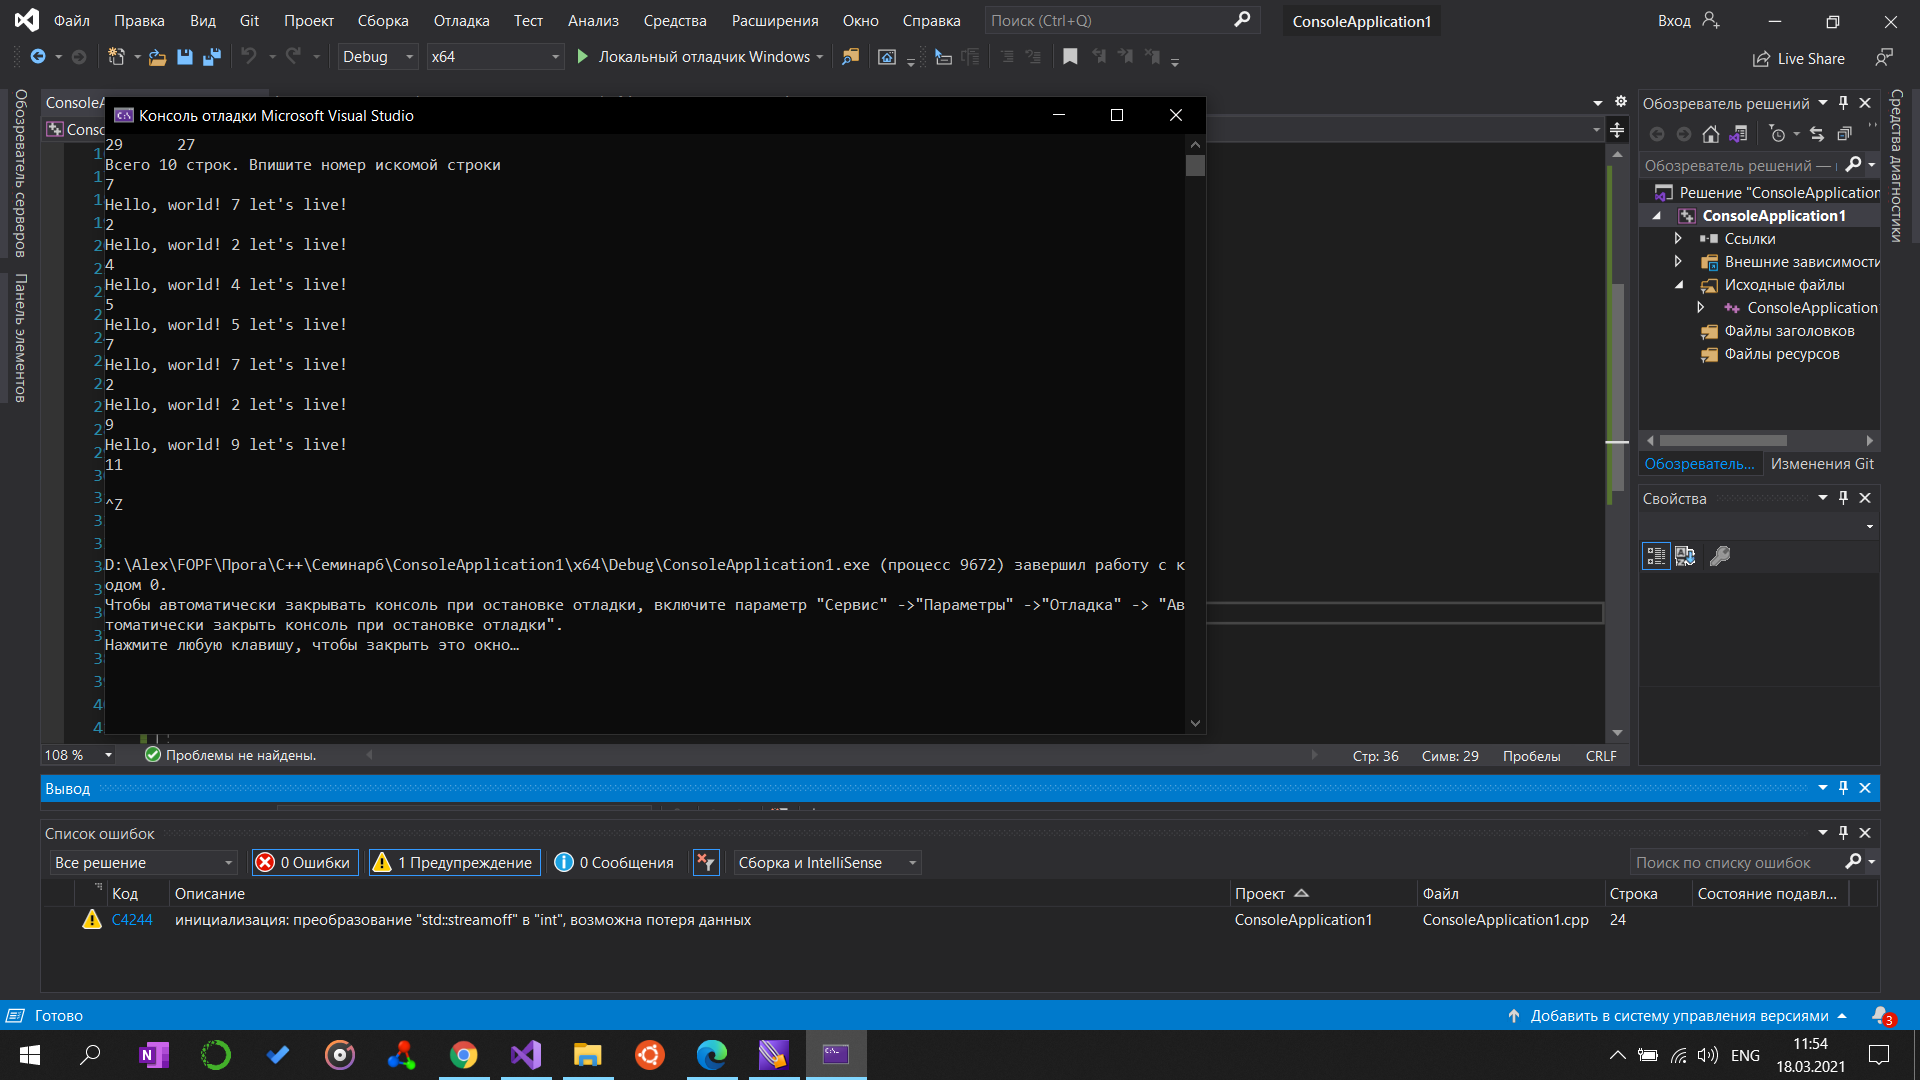 Файл Правка Вид Git Проект Сборка Отладка Тест Анализ Средства Расширения Окно Справка Поиск (Ctrl+Q) ConsoleApplication1 Вход
Debug x64 Локальный отладчик Windows Live Share
Обозреватель серверов
Панель элементов
Консоль отладки Microsoft Visual Studio
29 27
Всего 10 строк. Впишите номер искомой строки
7
Hello, world! 7 let's live!
2
Hello, world! 2 let's live!
4
Hello, world! 4 let's live!
5
Hello, world! 5 let's live!
7
Hello, world! 7 let's live!
2
Hello, world! 2 let's live!
9
Hello, world! 9 let's live!
11
^Z
D:\Alex\FOPF\Прога\C++\Семинар6\ConsoleApplication1\x64\Debug\ConsoleApplication1.exe (процесс 9672) завершил работу с к
одом 0.
Чтобы автоматически закрывать консоль при остановке отладки, включите параметр "Сервис" ->"Параметры" ->"Отладка" -> "Ав
томатически закрыть консоль при остановке отладки".
Нажмите любую клавишу, чтобы закрыть это окно…
Обозреватель решений
Обозреватель решений —
Решение "ConsoleApplication
ConsoleApplication1
Ссылки
Внешние зависимости
Исходные файлы
ConsoleApplication
Файлы заголовков
Файлы ресурсов
Обозреватель... Изменения Git
Свойства
Средства диагностики
108 % Проблемы не найдены. Стр: 36 Симв: 29 Пробелы CRLF
Вывод
Список ошибок
Все решение 0 Ошибки 1 Предупреждение 0 Сообщения Сборка и IntelliSense Поиск по списку ошибок
Код Описание Проект Файл Строка Состояние подавл...
C4244 инициализация: преобразование "std::streamoff" в "int", возможна потеря данных ConsoleApplication1 ConsoleApplication1.cpp 24
Готово Добавить в систему управления версиями 3
ENG 11:54
18.03.2021